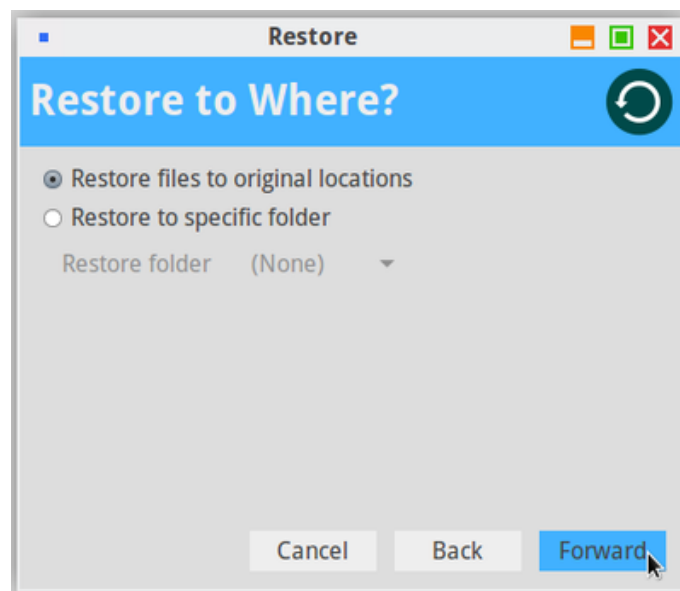 Restore
Restore to Where?
Restore files to original locations
Restore to specific folder
Restore folder (None)
Cancel Back Forward